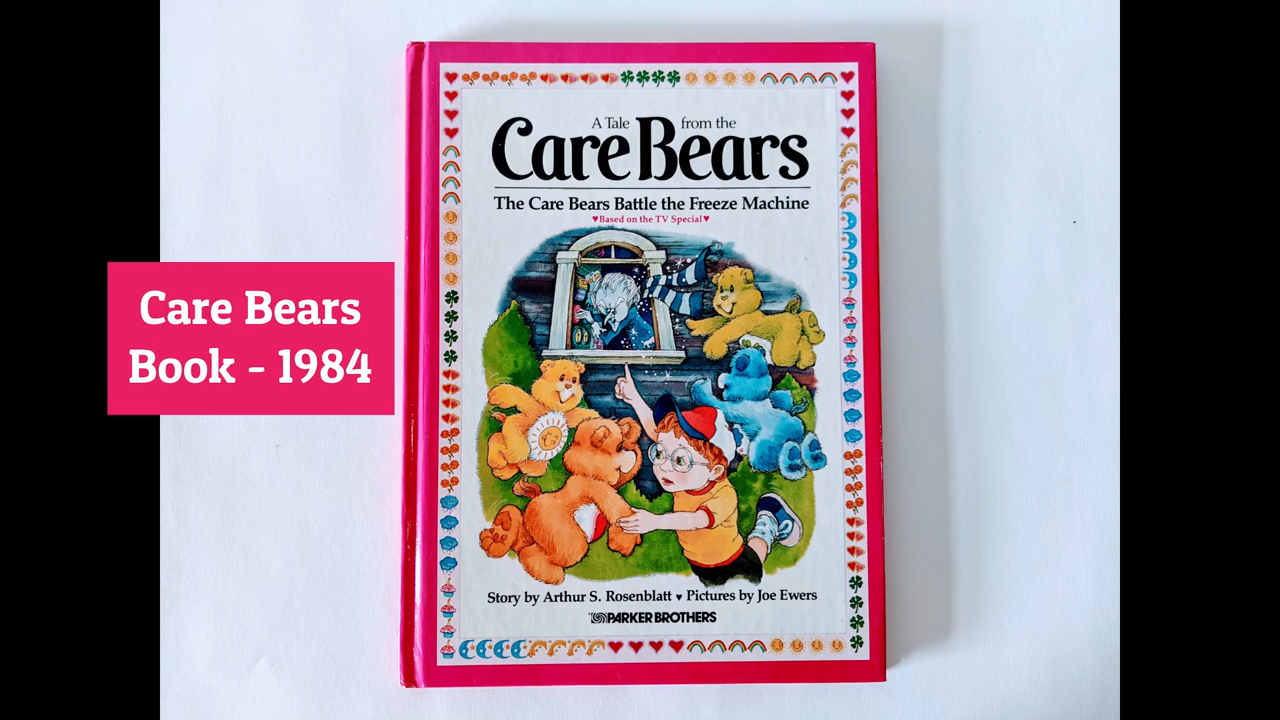 A Tale from the
Care Bears
The Care Bears Battle the Freeze Machine
♥Based on the TV Special♥
Care Bears
Book - 1984
Story by Arthur S. Rosenblatt ♥ Pictures by Joe Ewers
PARKER BROTHERS